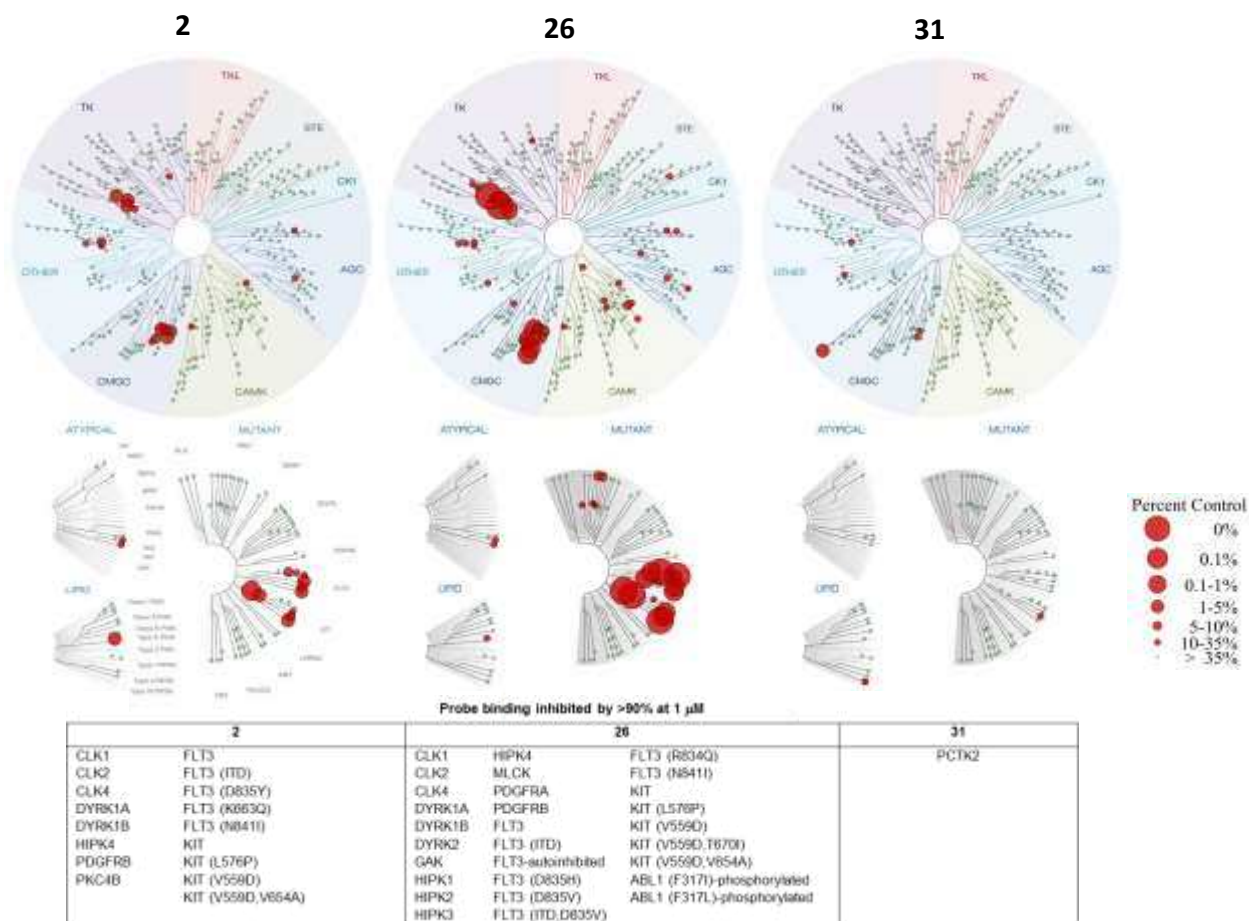 2 26 31
TKL TKL TKL
TK TK TK
STE STE STE
CK1 CK1 CK1
OTHER OTHER OTHER
AGC AGC AGC
CMGC CMGC CMGC
CAMK CAMK CAMK
ATYPICAL MUTANT ATYPICAL MUTANT ATYPICAL MUTANT
LIPID LIPID LIPID
Percent Control
0%
0.1%
0.1-1%
1-5%
5-10%
10-35%
> 35%
Probe binding inhibited by >90% at 1 µM
2 26 31
CLK1 FLT3 CLK1 HIPK4 FLT3 (R834Q) PCTK2
CLK2 FLT3 (ITD) CLK2 MLCK FLT3 (N841I)
CLK4 FLT3 (D835Y) CLK4 PDGFRA KIT
DYRK1A FLT3 (K663Q) DYRK1A PDGFRB KIT (L576P)
DYRK1B FLT3 (N841I) DYRK1B FLT3 KIT (V559D)
HIPK4 KIT DYRK2 FLT3 (ITD) KIT (V559D,T670I)
PDGFRB KIT (L576P) GAK FLT3-autoinhibited KIT (V559D,V654A)
PKC4B KIT (V559D) HIPK1 FLT3 (D835H) ABL1 (F317I)-phosphorylated
KIT (V559D,V654A) HIPK2 FLT3 (D835V) ABL1 (F317L)-phosphorylated
HIPK3 FLT3 (ITD,D835V)